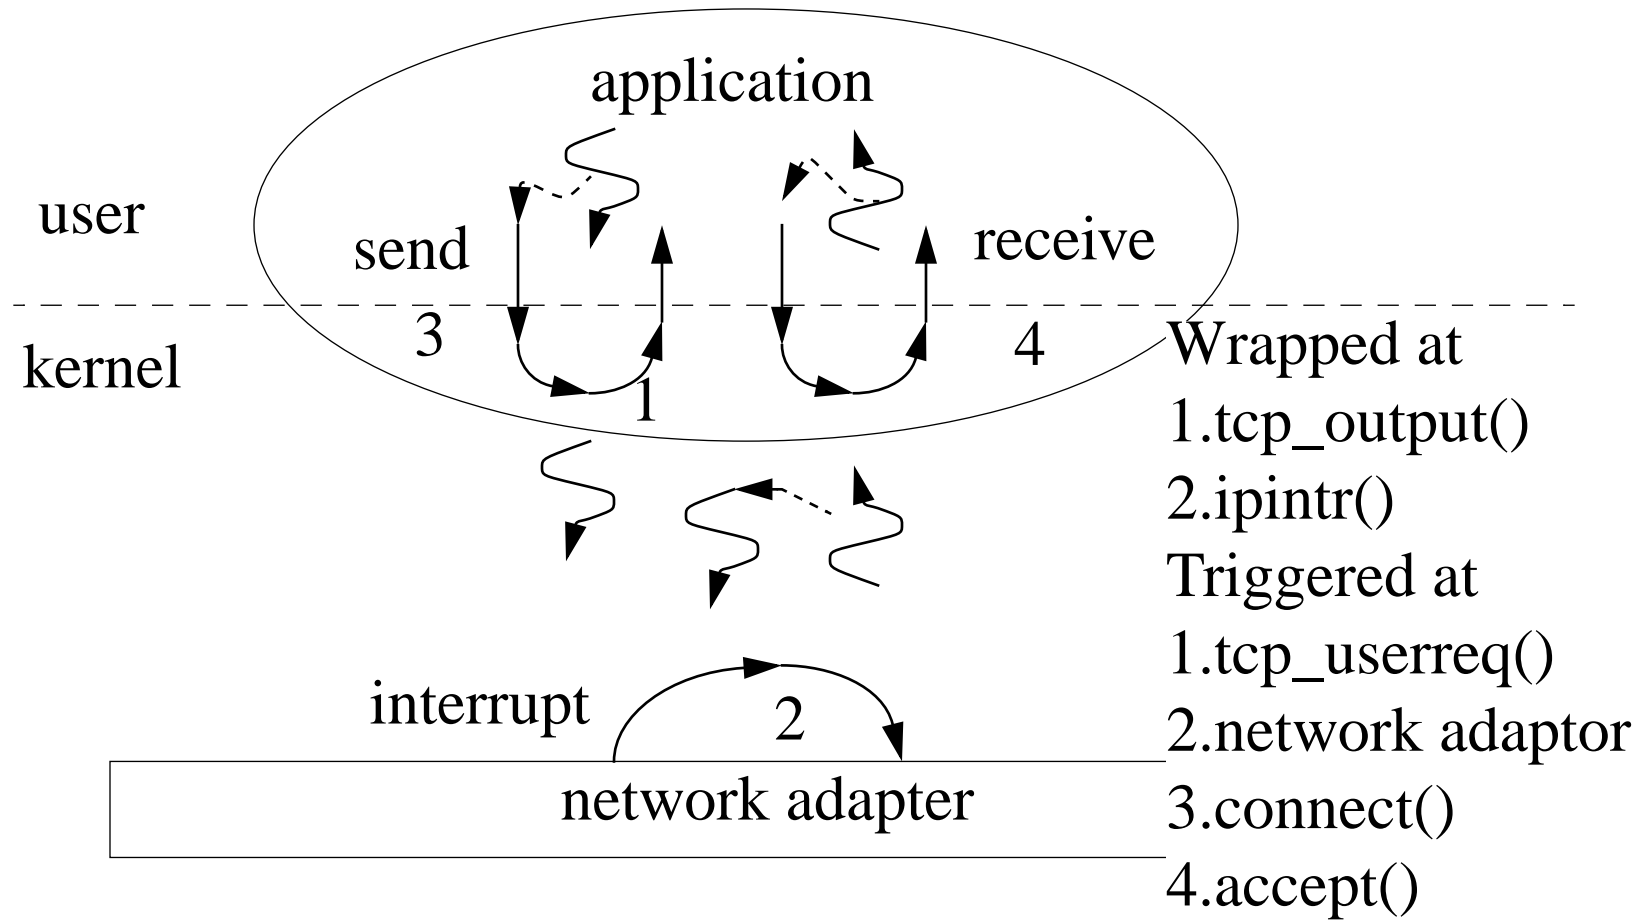 application
user
send
receive
3
4
kernel
1
Wrapped at
1.tcp_output()
2.ipintr()
Triggered at
1.tcp_userreq()
interrupt
2
2.network adaptor
network adapter
3.connect()
4.accept()